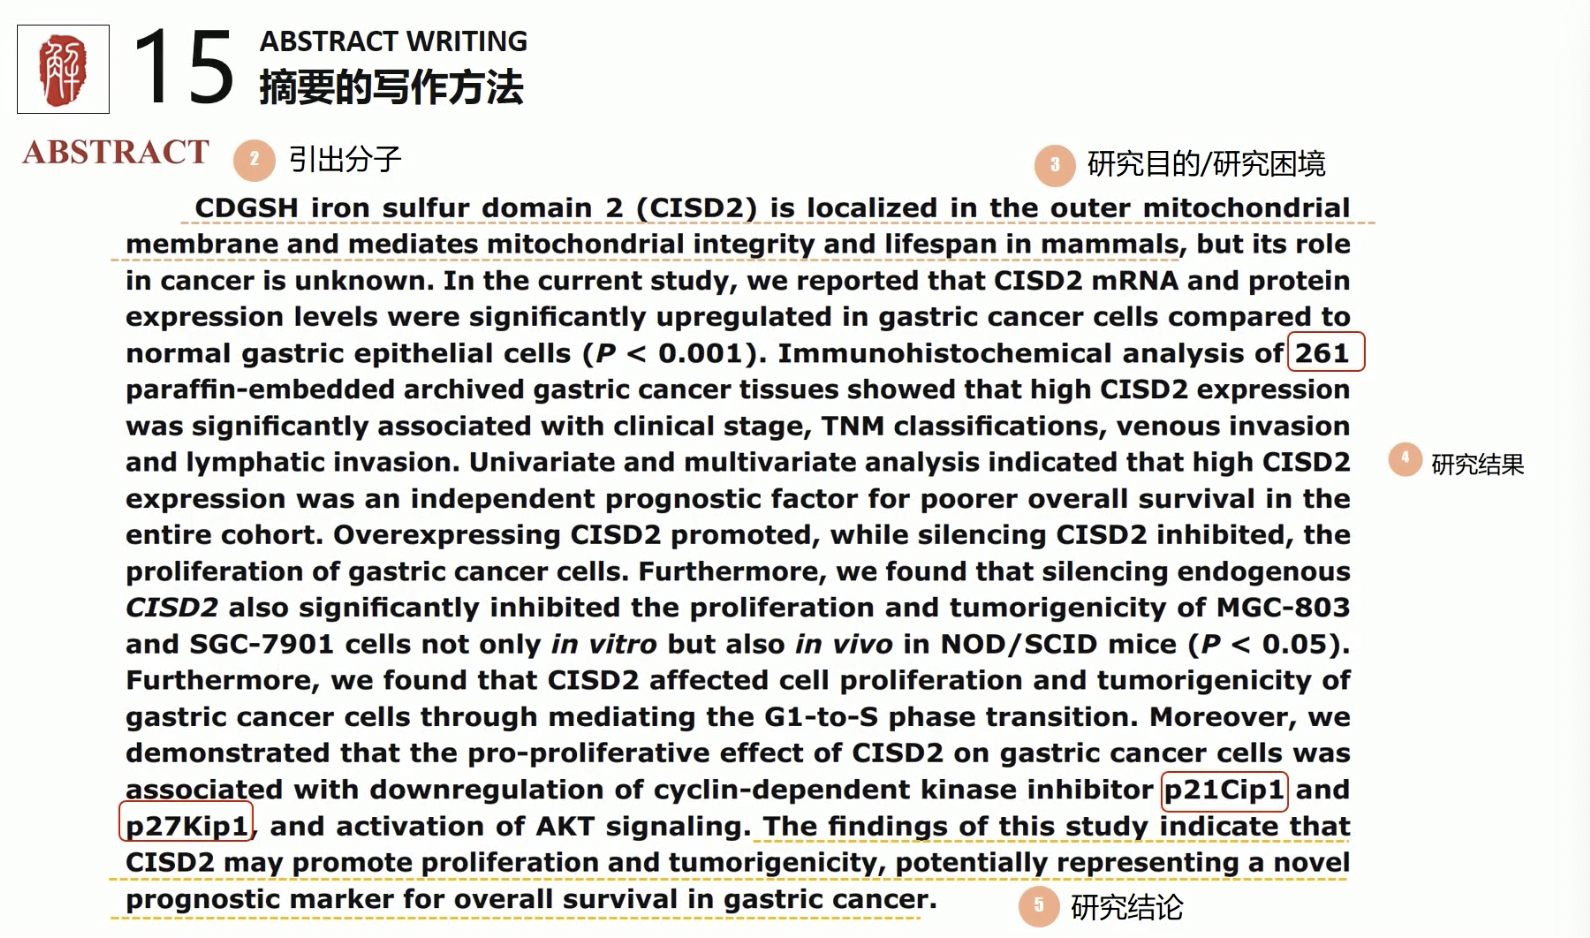 解
15
ABSTRACT WRITING
摘要的写作方法
ABSTRACT
2 引出分子
3 研究目的/研究困境
CDGSH iron sulfur domain 2 (CISD2) is localized in the outer mitochondrial
membrane and mediates mitochondrial integrity and lifespan in mammals, but its role
in cancer is unknown. In the current study, we reported that CISD2 mRNA and protein
expression levels were significantly upregulated in gastric cancer cells compared to
normal gastric epithelial cells (P < 0.001). Immunohistochemical analysis of 261
paraffin-embedded archived gastric cancer tissues showed that high CISD2 expression
was significantly associated with clinical stage, TNM classifications, venous invasion
and lymphatic invasion. Univariate and multivariate analysis indicated that high CISD2
4 研究结果
expression was an independent prognostic factor for poorer overall survival in the
entire cohort. Overexpressing CISD2 promoted, while silencing CISD2 inhibited, the
proliferation of gastric cancer cells. Furthermore, we found that silencing endogenous
CISD2 also significantly inhibited the proliferation and tumorigenicity of MGC-803
and SGC-7901 cells not only in vitro but also in vivo in NOD/SCID mice (P < 0.05).
Furthermore, we found that CISD2 affected cell proliferation and tumorigenicity of
gastric cancer cells through mediating the G1-to-S phase transition. Moreover, we
demonstrated that the pro-proliferative effect of CISD2 on gastric cancer cells was
associated with downregulation of cyclin-dependent kinase inhibitor p21Cip1 and
p27Kip1, and activation of AKT signaling. The findings of this study indicate that
CISD2 may promote proliferation and tumorigenicity, potentially representing a novel
prognostic marker for overall survival in gastric cancer.
5 研究结论